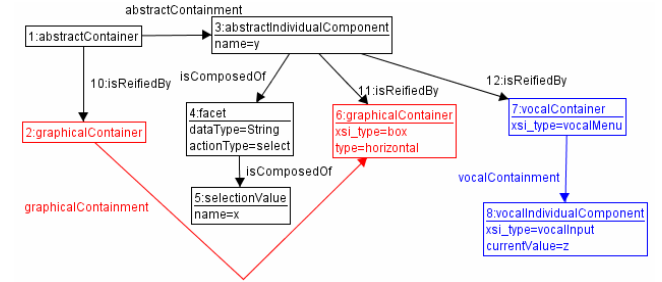 abstractContainment
1:abstractContainer
3:abstractIndividualComponent
name=y
10:isReifiedBy
isComposedOf
11:isReifiedBy
12:isReifiedBy
2:graphicalContainer
4:facet
dataType=String
actionType=select
6:graphicalContainer
xsi_type=box
type=horizontal
7:vocalContainer
xsi_type=vocalMenu
isComposedOf
vocalContainment
graphicalContainment
5:selectionValue
name=x
8:vocalIndividualComponent
xsi_type=vocalInput
currentValue=z